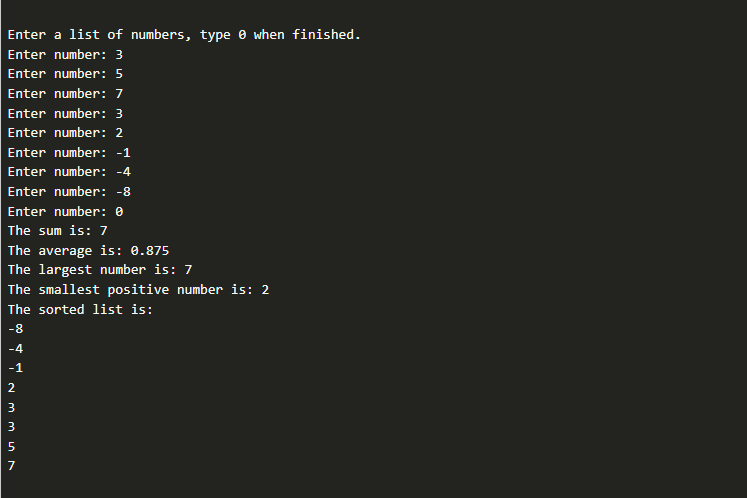 Enter a list of numbers, type 0 when finished.
Enter number: 3
Enter number: 5
Enter number: 7
Enter number: 3
Enter number: 2
Enter number: -1
Enter number: -4
Enter number: -8
Enter number: 0
The sum is: 7
The average is: 0.875
The largest number is: 7
The smallest positive number is: 2
The sorted list is:
-8
-4
-1
2
3
3
5
7